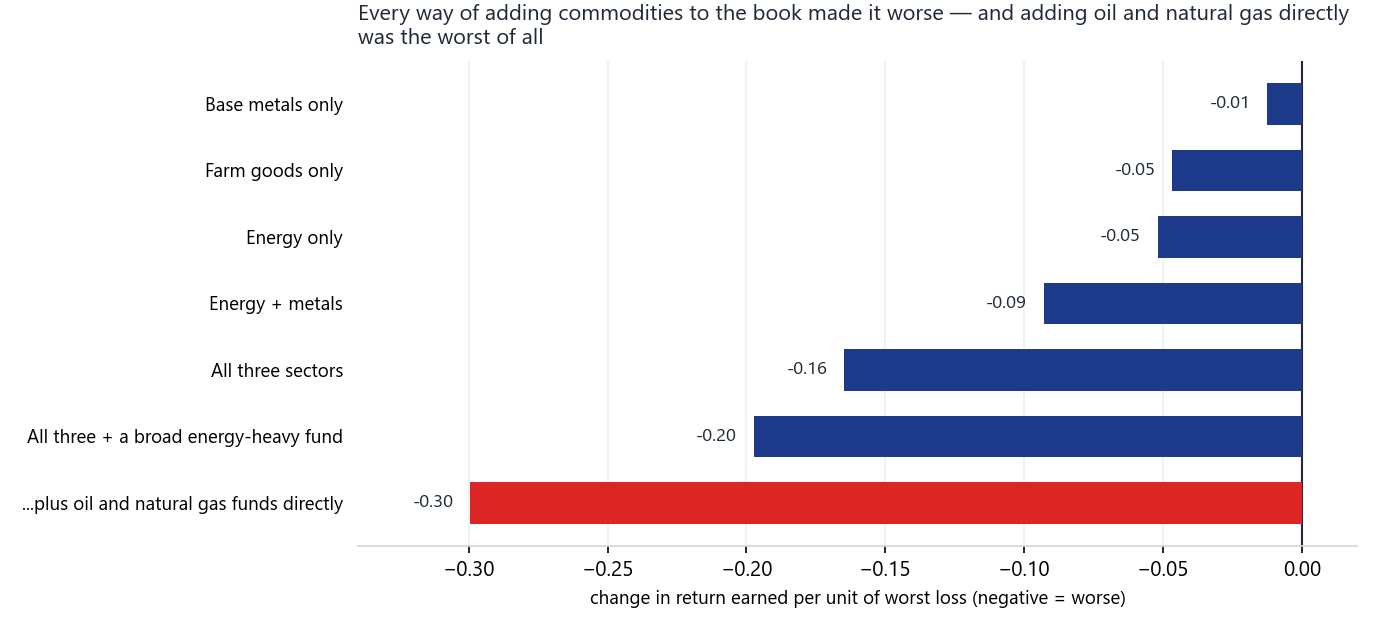 Every way of adding commodities to the book made it worse — and adding oil and natural gas directly
was the worst of all
Base metals only
-0.01
Farm goods only
-0.05
Energy only
-0.05
Energy + metals
-0.09
All three sectors
-0.16
All three + a broad energy-heavy fund
-0.20
...plus oil and natural gas funds directly
-0.30
−0.30 −0.25 −0.20 −0.15 −0.10 −0.05 0.00
change in return earned per unit of worst loss (negative = worse)